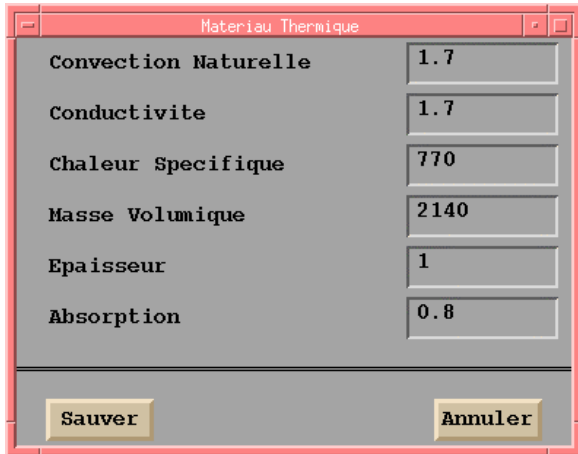 Materiau Thermique
Convection Naturelle 1.7
Conductivite 1.7
Chaleur Specifique 770
Masse Volumique 2140
Epaisseur 1
Absorption 0.8
Sauver Annuler